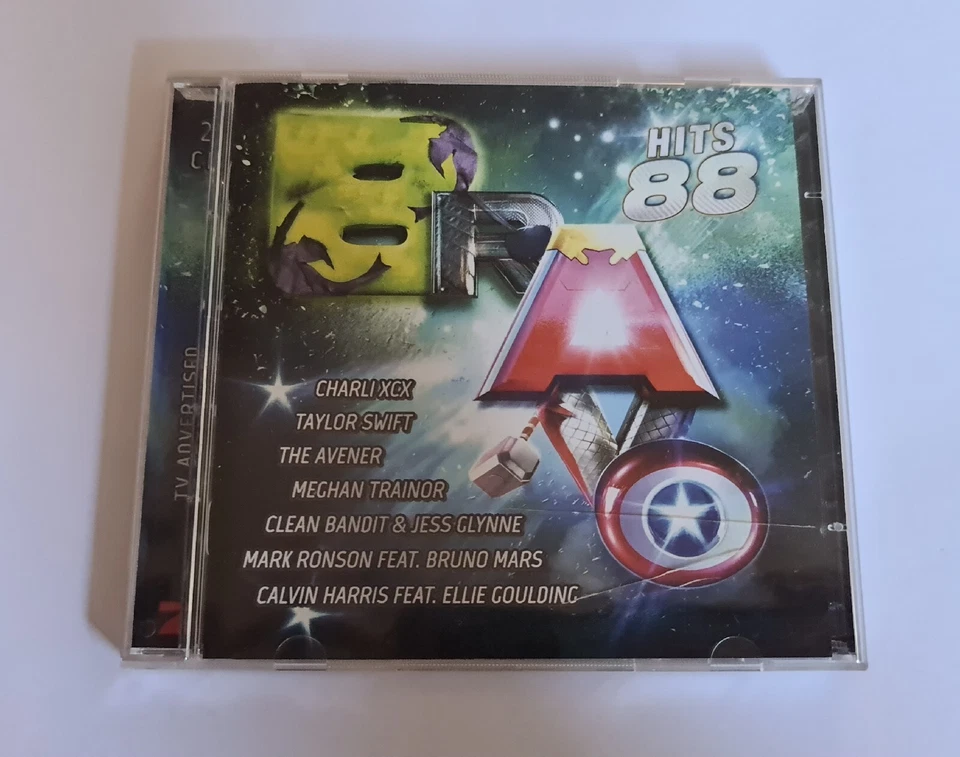 BRAVO
HITS
88
CHARLI XCX
TAYLOR SWIFT
THE AVENER
MEGHAN TRAINOR
CLEAN BANDIT & JESS GLYNNE
MARK RONSON FEAT. BRUNO MARS
CALVIN HARRIS FEAT. ELLIE GOULDING
2
TV ADVERTISED